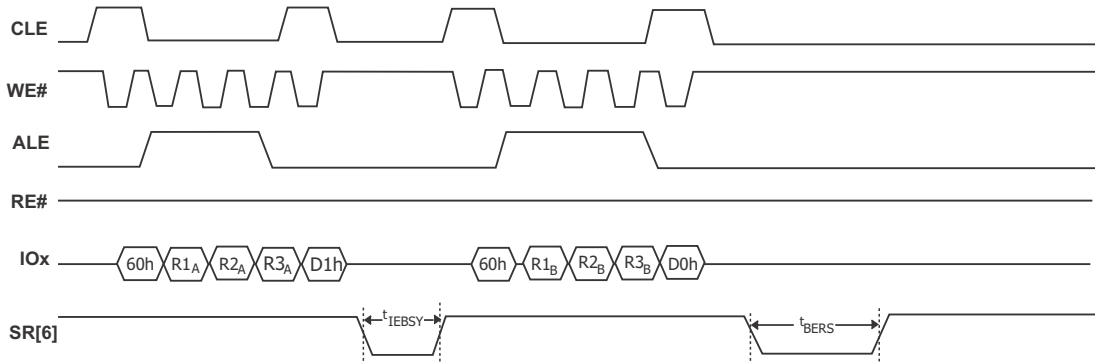 CLE
WE#
ALE
RE#
IOx 60h R1A R2A R3A D1h 60h R1B R2B R3B D0h
SR[6] tIEBSY tBERS